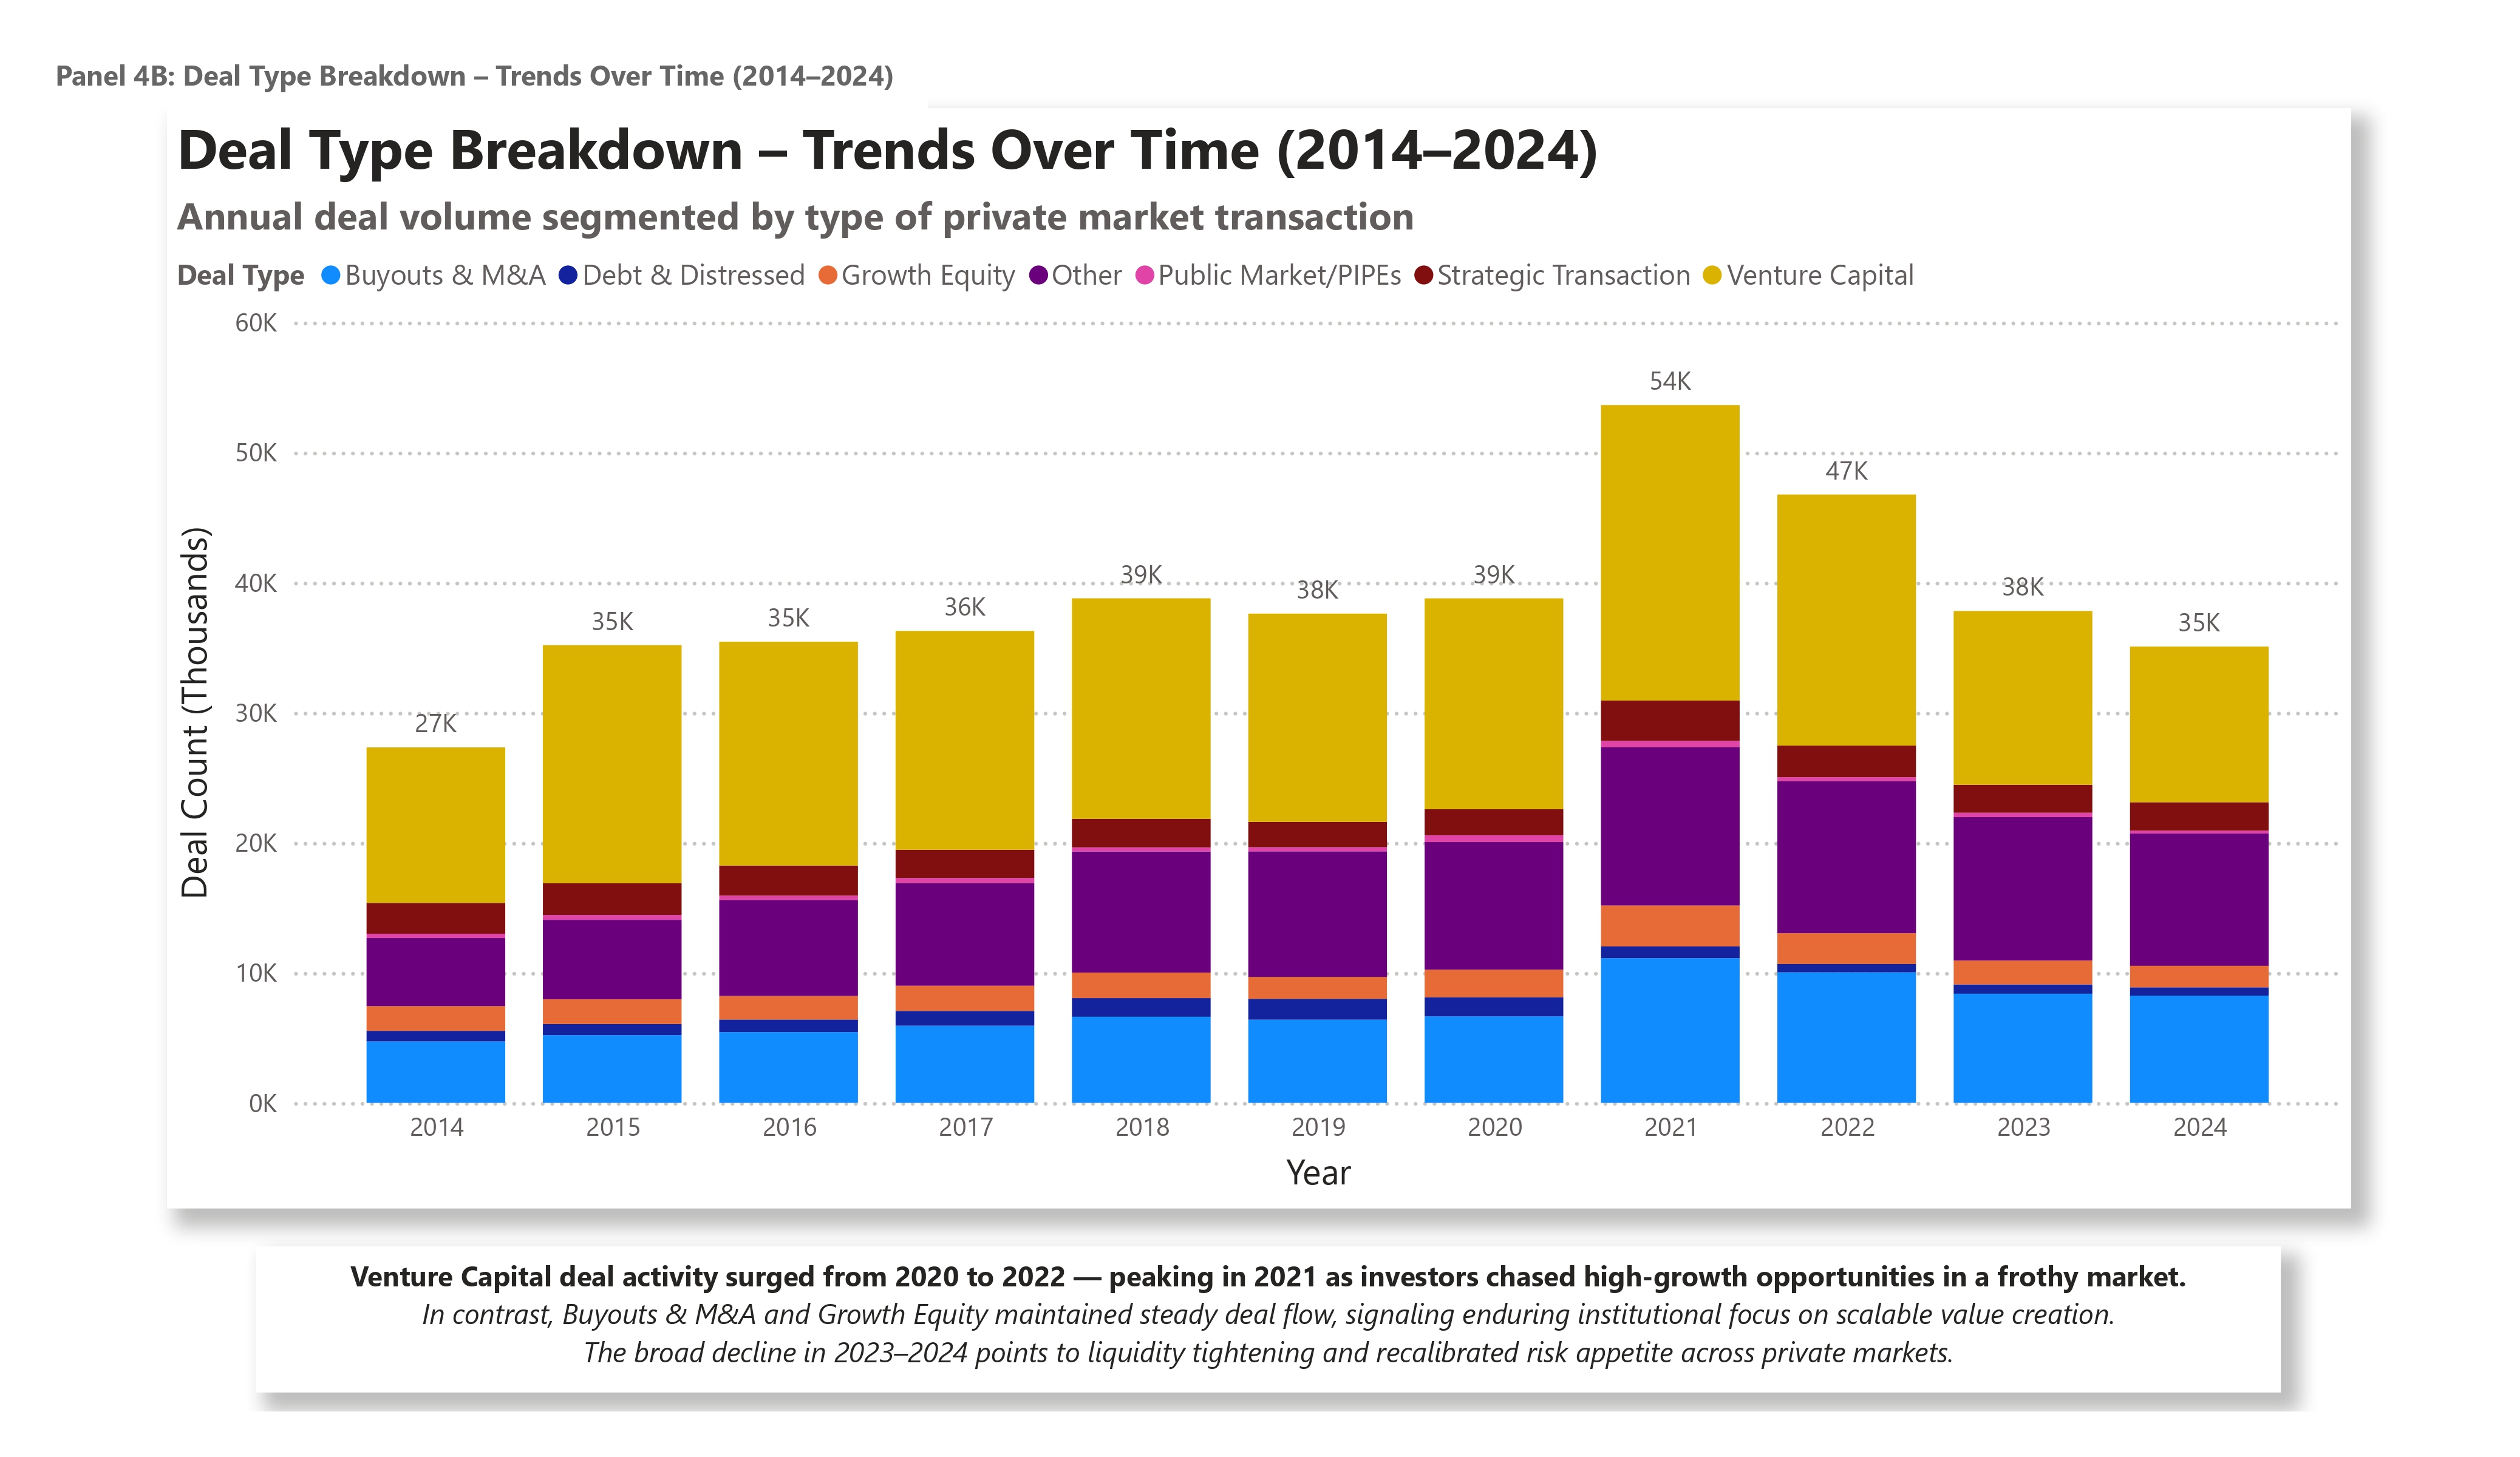 Panel 4B: Deal Type Breakdown – Trends Over Time (2014–2024)
Deal Type Breakdown – Trends Over Time (2014–2024)
Annual deal volume segmented by type of private market transaction
Deal Type Buyouts & M&A Debt & Distressed Growth Equity Other Public Market/PIPEs Strategic Transaction Venture Capital
Deal Count (Thousands)
60K
50K
40K
30K
20K
10K
0K
27K
35K
35K
36K
39K
38K
39K
54K
47K
38K
35K
2014 2015 2016 2017 2018 2019 2020 2021 2022 2023 2024
Year
Venture Capital deal activity surged from 2020 to 2022 — peaking in 2021 as investors chased high-growth opportunities in a frothy market.
In contrast, Buyouts & M&A and Growth Equity maintained steady deal flow, signaling enduring institutional focus on scalable value creation.
The broad decline in 2023–2024 points to liquidity tightening and recalibrated risk appetite across private markets.